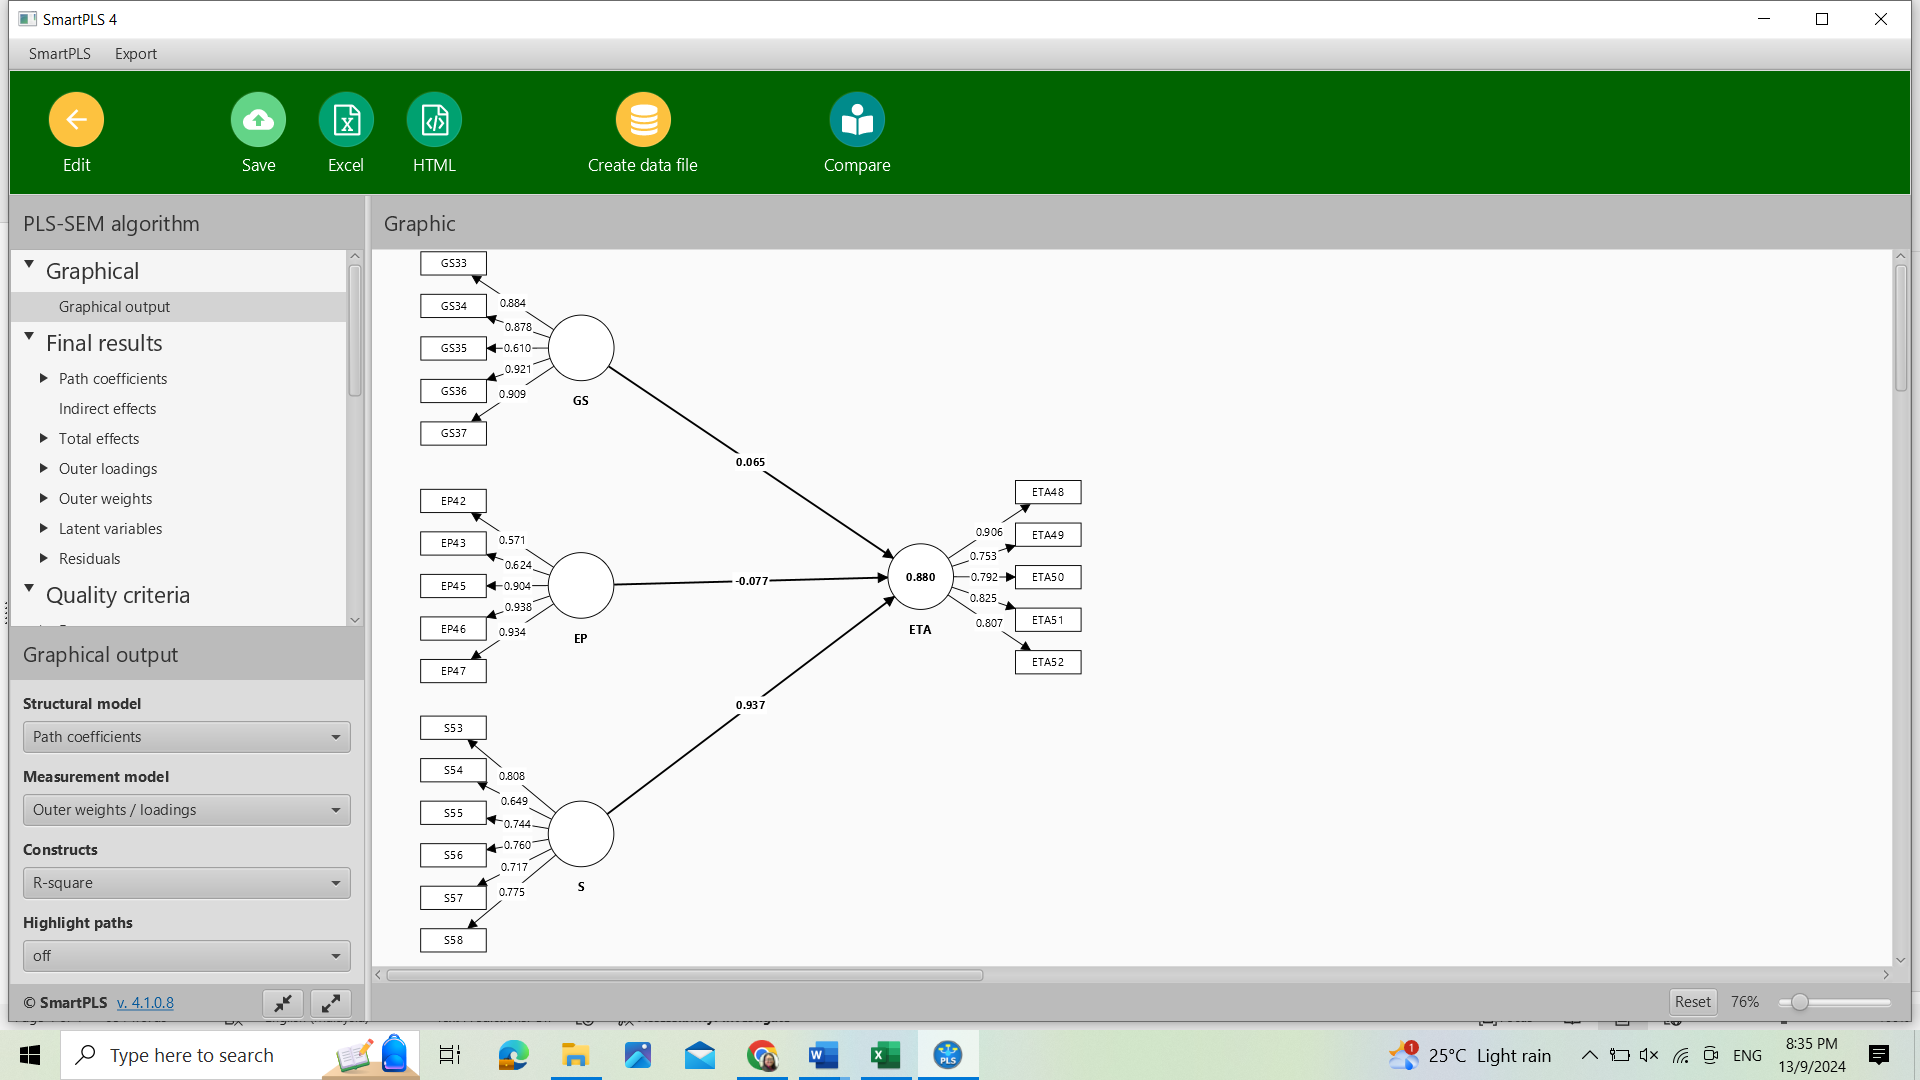 SmartPLS 4
SmartPLS Export
Edit Save Excel HTML Create data file Compare
PLS-SEM algorithm
Graphical
Graphical output
Final results
Path coefficients
Indirect effects
Total effects
Outer loadings
Outer weights
Latent variables
Residuals
Quality criteria
Graphical output
Structural model
Path coefficients
Measurement model
Outer weights / loadings
Constructs
R-square
Highlight paths
off
© SmartPLS v. 4.1.0.8
Graphic
GS33
0.884
GS34
0.878
GS35
0.610
0.921
GS36
0.909
GS
GS37
0.065
EP42
0.571
EP43
0.624
EP45
0.904
0.938
EP46
0.934
EP
EP47
-0.077
S53
0.808
S54
0.649
S55
0.744
0.760
S56
0.717
0.775
S57
S
S58
0.937
0.880
ETA
ETA48
0.906
ETA49
0.753
0.792
ETA50
0.825
ETA51
0.807
ETA52
Reset 76%
Type here to search
25°C Light rain
1
ENG
8:35 PM
13/9/2024
PLS